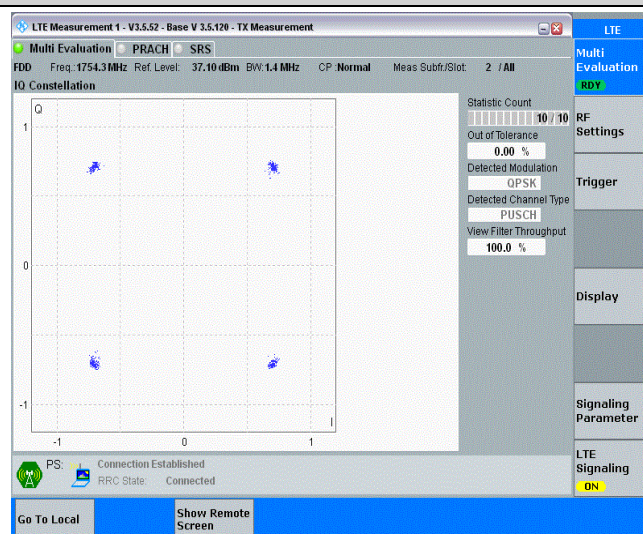 LTE Measurement 1 - V3.5.52 - Base V 3.5.120 - TX Measurement
LTE
Multi Evaluation PRACH SRS
Multi
Evaluation
RDY
FDD Freq.: 1754.3 MHz Ref. Level: 37.10 dBm BW: 1.4 MHz CP : Normal Meas Subfr./Slot: 2 / All
IQ Constellation
Q
1
0
-1
-1
0
1
I
Statistic Count
10 / 10
Out of Tolerance
0.00 %
Detected Modulation
QPSK
Detected Channel Type
PUSCH
View Filter Throughput
100.0 %
RF
Settings
Trigger
Display
Signaling
Parameter
LTE
Signaling
ON
PS: Connection Established
RRC State: Connected
Go To Local
Show Remote
Screen